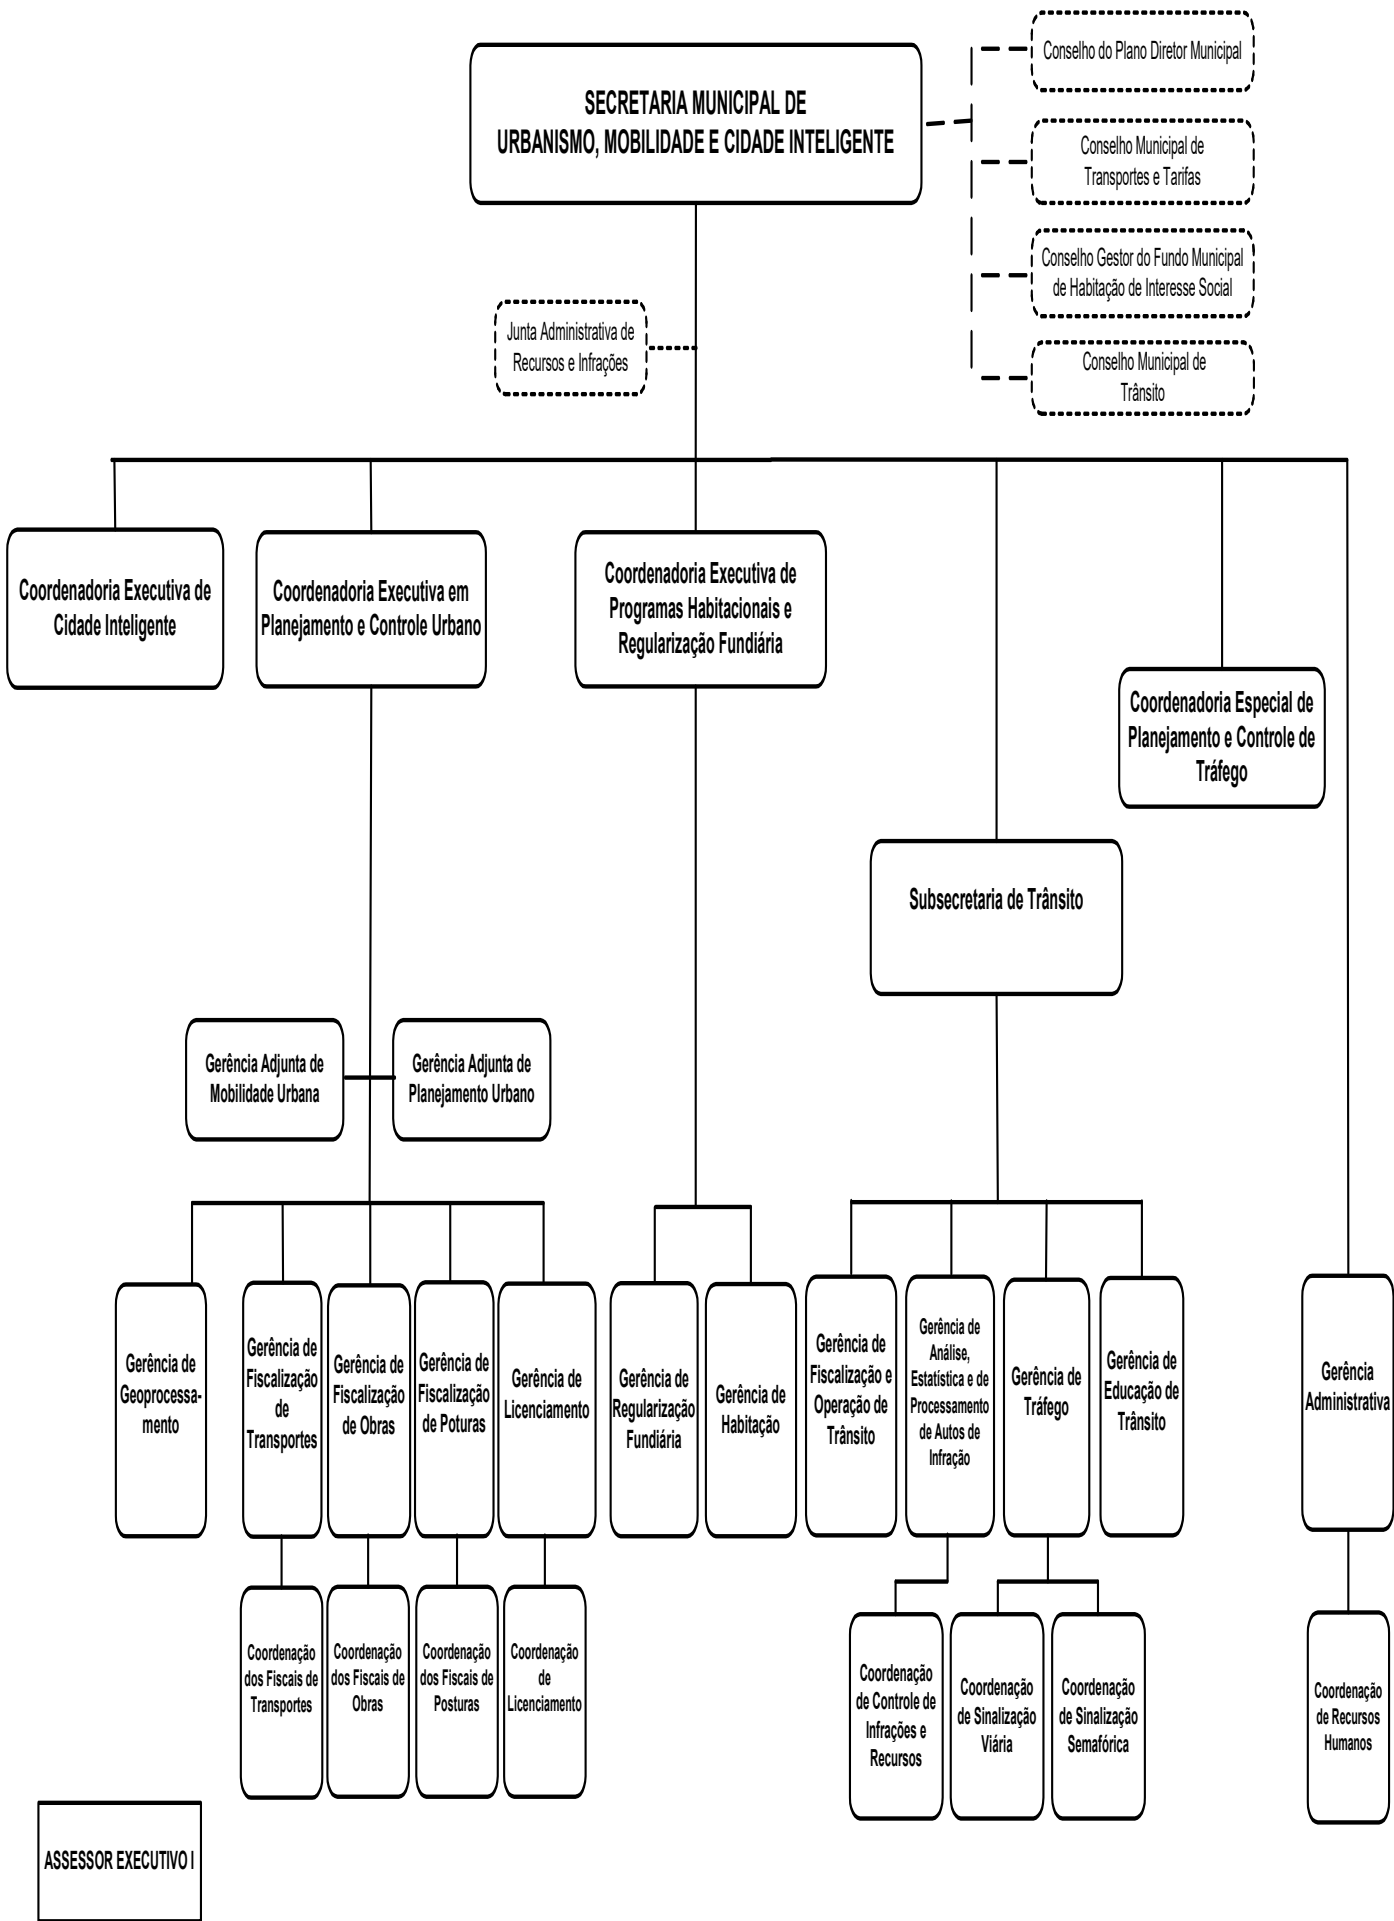 SECRETARIA MUNICIPAL DE
URBANISMO, MOBILIDADE E CIDADE INTELIGENTE
Conselho do Plano Diretor Municipal
Conselho Municipal de
Transportes e Tarifas
Conselho Gestor do Fundo Municipal
de Habitação de Interesse Social
Conselho Municipal de
Trânsito
Junta Administrativa de
Recursos e Infrações
Coordenadoria Executiva de
Cidade Inteligente
Coordenadoria Executiva em
Planejamento e Controle Urbano
Coordenadoria Executiva de
Programas Habitacionais e
Regularização Fundiária
Coordenadoria Especial de
Planejamento e Controle de
Tráfego
Subsecretaria de Trânsito
Gerência Adjunta de
Mobilidade Urbana
Gerência Adjunta de
Planejamento Urbano
Gerência de
Geoprocessa-
mento
Gerência de
Fiscalização
de
Transportes
Gerência de
Fiscalização
de Obras
Gerência de
Fiscalização
de Poturas
Gerência de
Licenciamento
Gerência de
Regularização
Fundiária
Gerência de
Habitação
Gerência de
Fiscalização e
Operação de
Trânsito
Gerência de
Análise,
Estatística e de
Processamento
de Autos de
Infração
Gerência de
Tráfego
Gerência de
Educação de
Trânsito
Gerência
Administrativa
Coordenação
dos Fiscais de
Transportes
Coordenação
dos Fiscais de
Obras
Coordenação
dos Fiscais de
Posturas
Coordenação
de
Licenciamento
Coordenação
de Controle de
Infrações e
Recursos
Coordenação
de Sinalização
Viária
Coordenação
de Sinalização
Semafórica
Coordenação
de Recursos
Humanos
ASSESSOR EXECUTIVO I